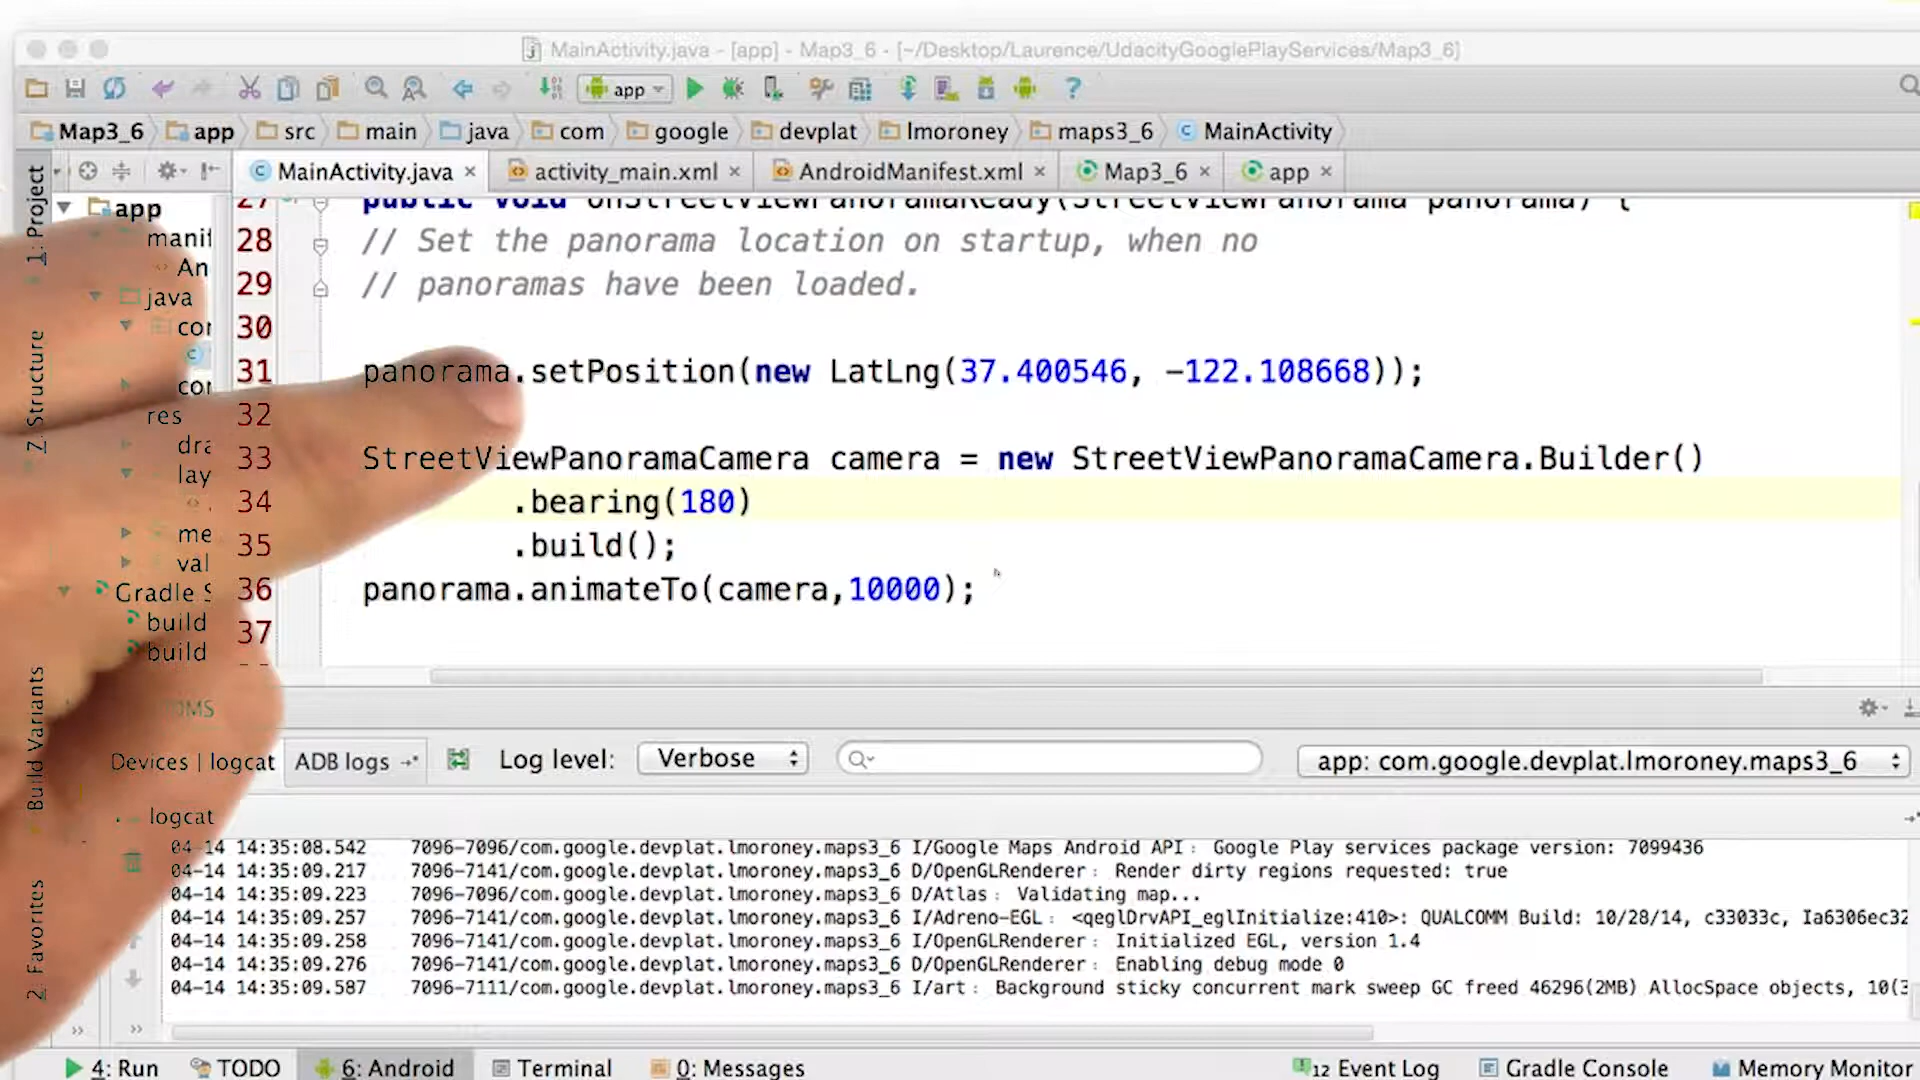 MainActivity.java - [app] - Map3_6 - [~/Desktop/Laurence/UdacityGooglePlayServices/Map3_6]
app
Map3_6 app src main java com google devplat lmoroney maps3_6 MainActivity
MainActivity.java activity_main.xml AndroidManifest.xml Map3_6 app
1: Project
Z: Structure
Build Variants
2: Favorites
app
manif
An
java
cor
cor
res
dra
lay
me
val
Gradle S
build
build
27 public void onStreetViewPanoramaReady(StreetViewPanorama panorama) {
28 // Set the panorama location on startup, when no
29 // panoramas have been loaded.
30
31 panorama.setPosition(new LatLng(37.400546, -122.108668));
32
33 StreetViewPanoramaCamera camera = new StreetViewPanoramaCamera.Builder()
34 .bearing(180)
35 .build();
36 panorama.animateTo(camera,10000);
37
Devices | logcat ADB logs Log level: Verbose app: com.google.devplat.lmoroney.maps3_6
logcat
04-14 14:35:08.542 7096-7096/com.google.devplat.lmoroney.maps3_6 I/Google Maps Android API: Google Play services package version: 7099436
04-14 14:35:09.217 7096-7141/com.google.devplat.lmoroney.maps3_6 D/OpenGLRenderer: Render dirty regions requested: true
04-14 14:35:09.223 7096-7096/com.google.devplat.lmoroney.maps3_6 D/Atlas: Validating map...
04-14 14:35:09.257 7096-7141/com.google.devplat.lmoroney.maps3_6 I/Adreno-EGL: <qeglDrvAPI_eglInitialize:410>: QUALCOMM Build: 10/28/14, c33033c, Ia6306ec32
04-14 14:35:09.258 7096-7141/com.google.devplat.lmoroney.maps3_6 I/OpenGLRenderer: Initialized EGL, version 1.4
04-14 14:35:09.276 7096-7141/com.google.devplat.lmoroney.maps3_6 D/OpenGLRenderer: Enabling debug mode 0
04-14 14:35:09.587 7096-7111/com.google.devplat.lmoroney.maps3_6 I/art: Background sticky concurrent mark sweep GC freed 46296(2MB) AllocSpace objects, 10(3
4: Run TODO 6: Android Terminal 0: Messages 12 Event Log Gradle Console Memory Monitor